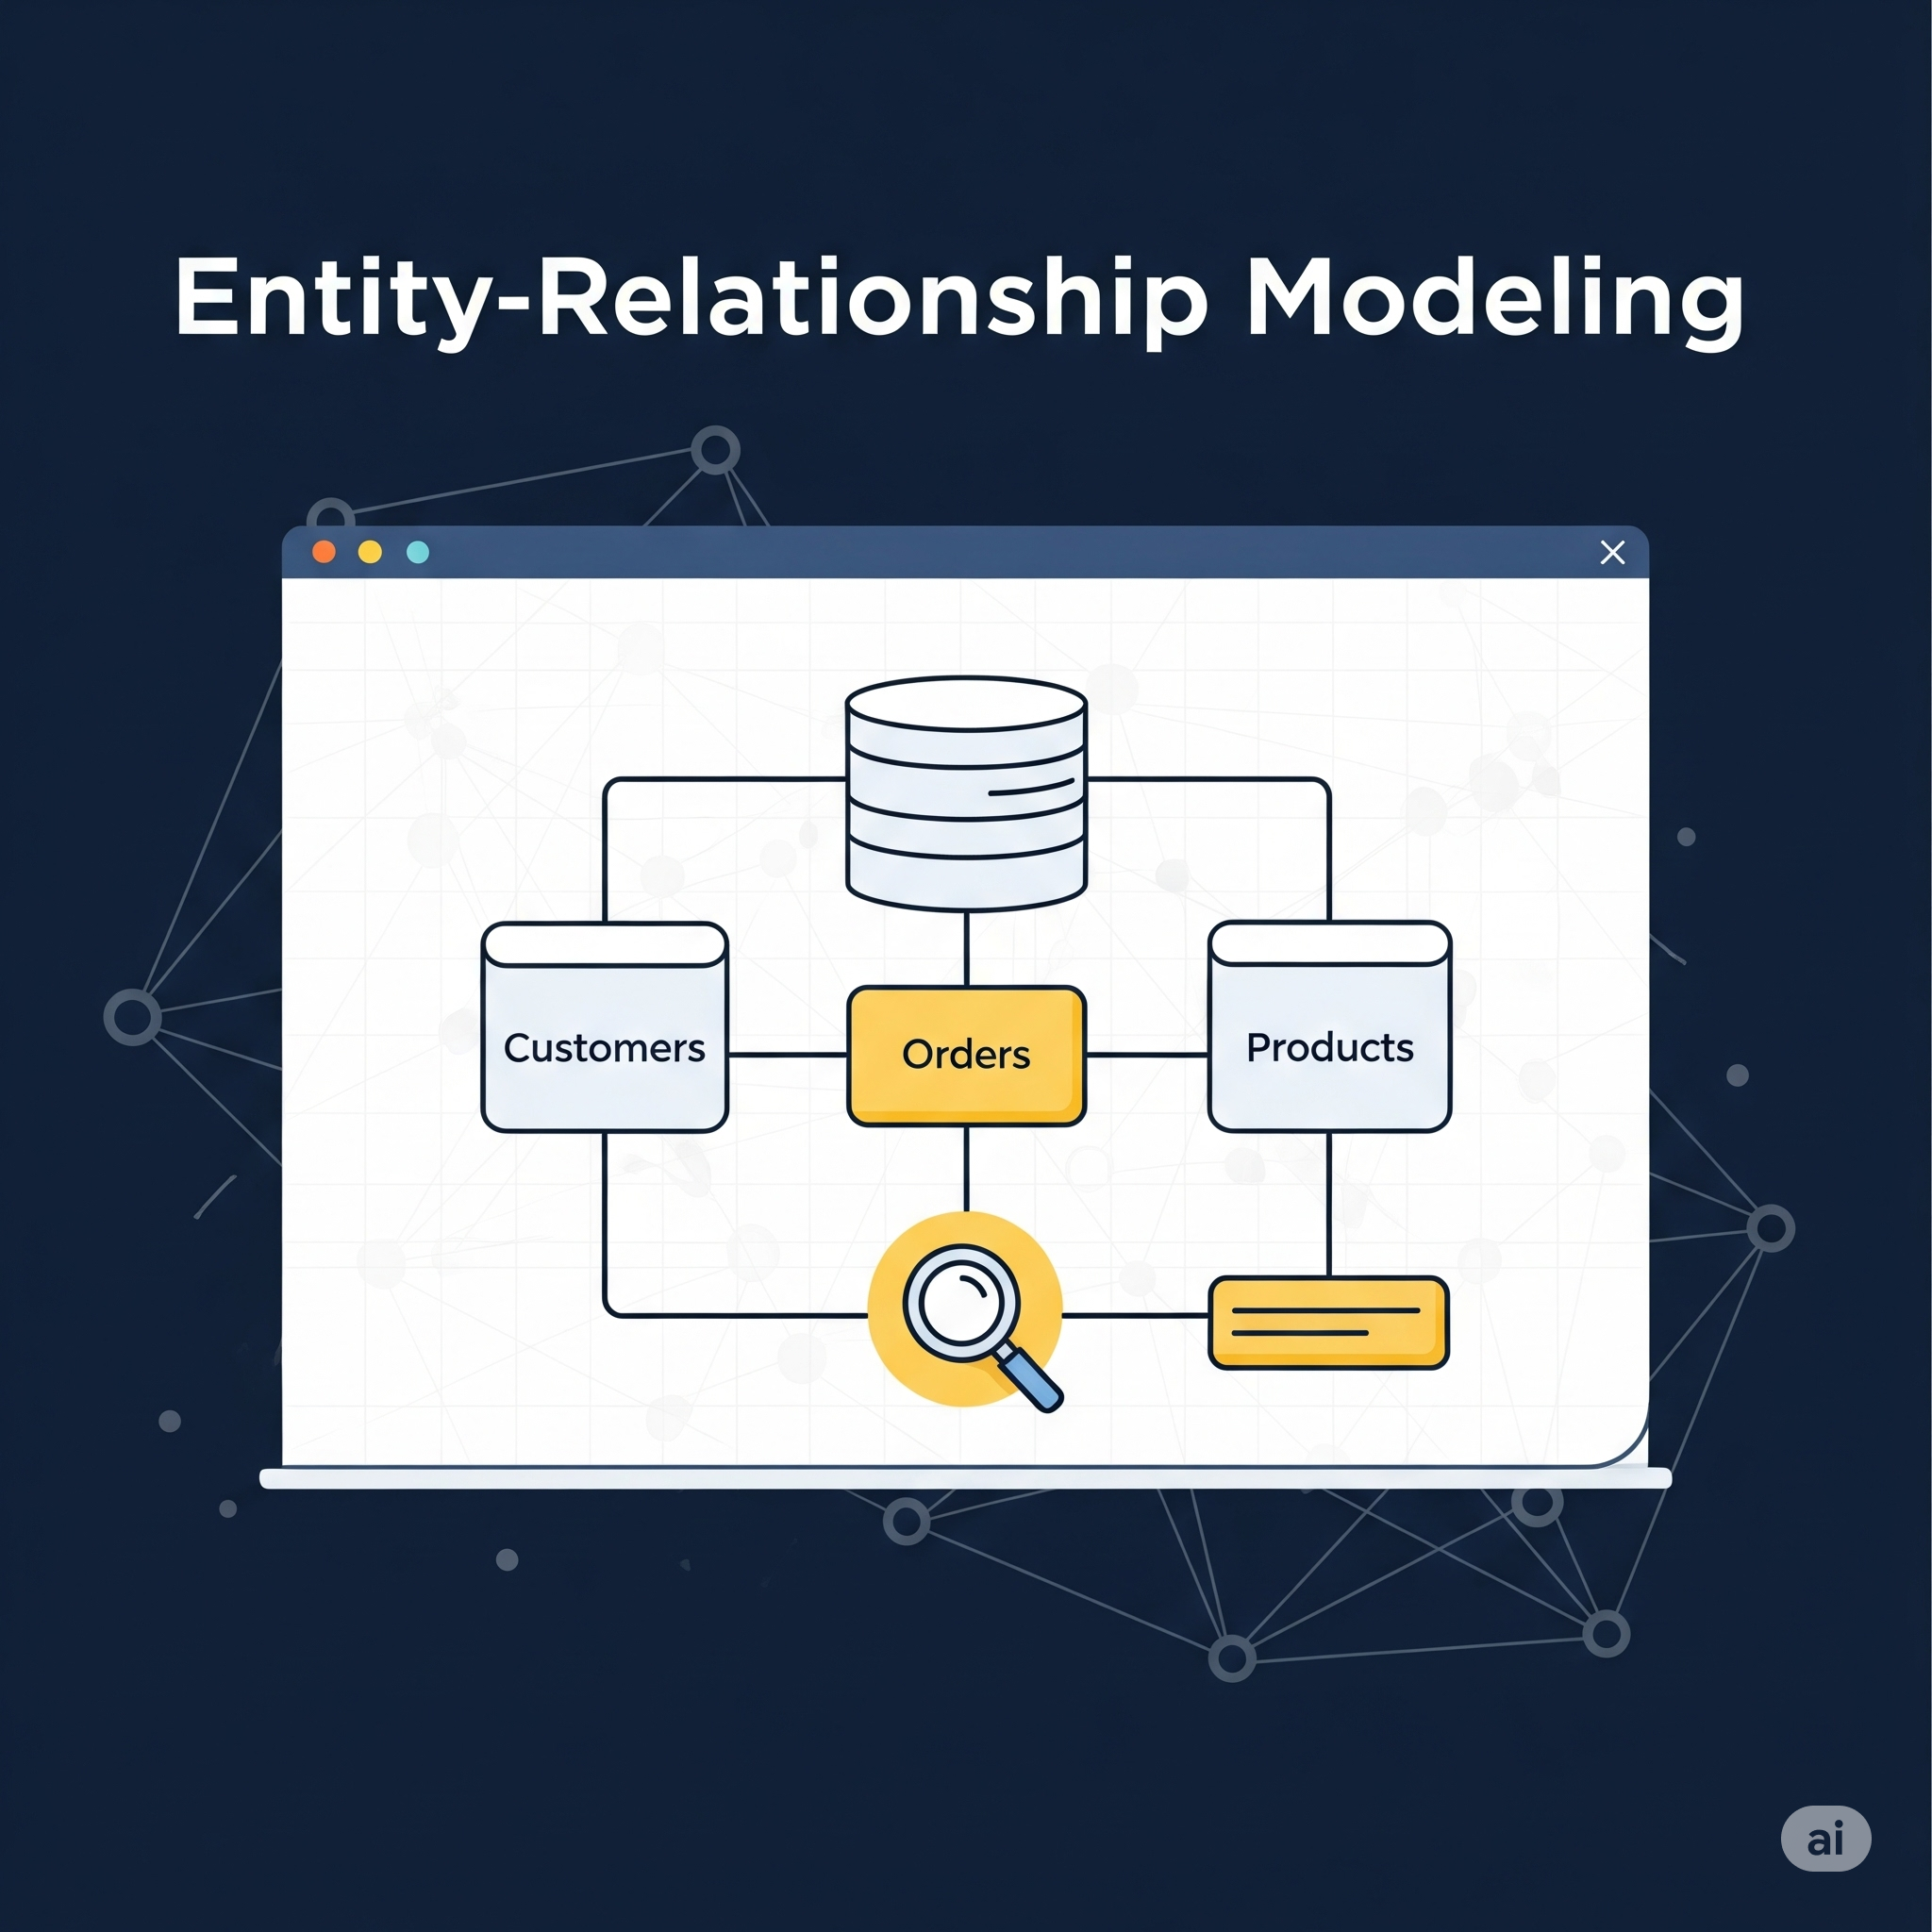 Entity-Relationship Modeling
Customers
Orders
Products
ai